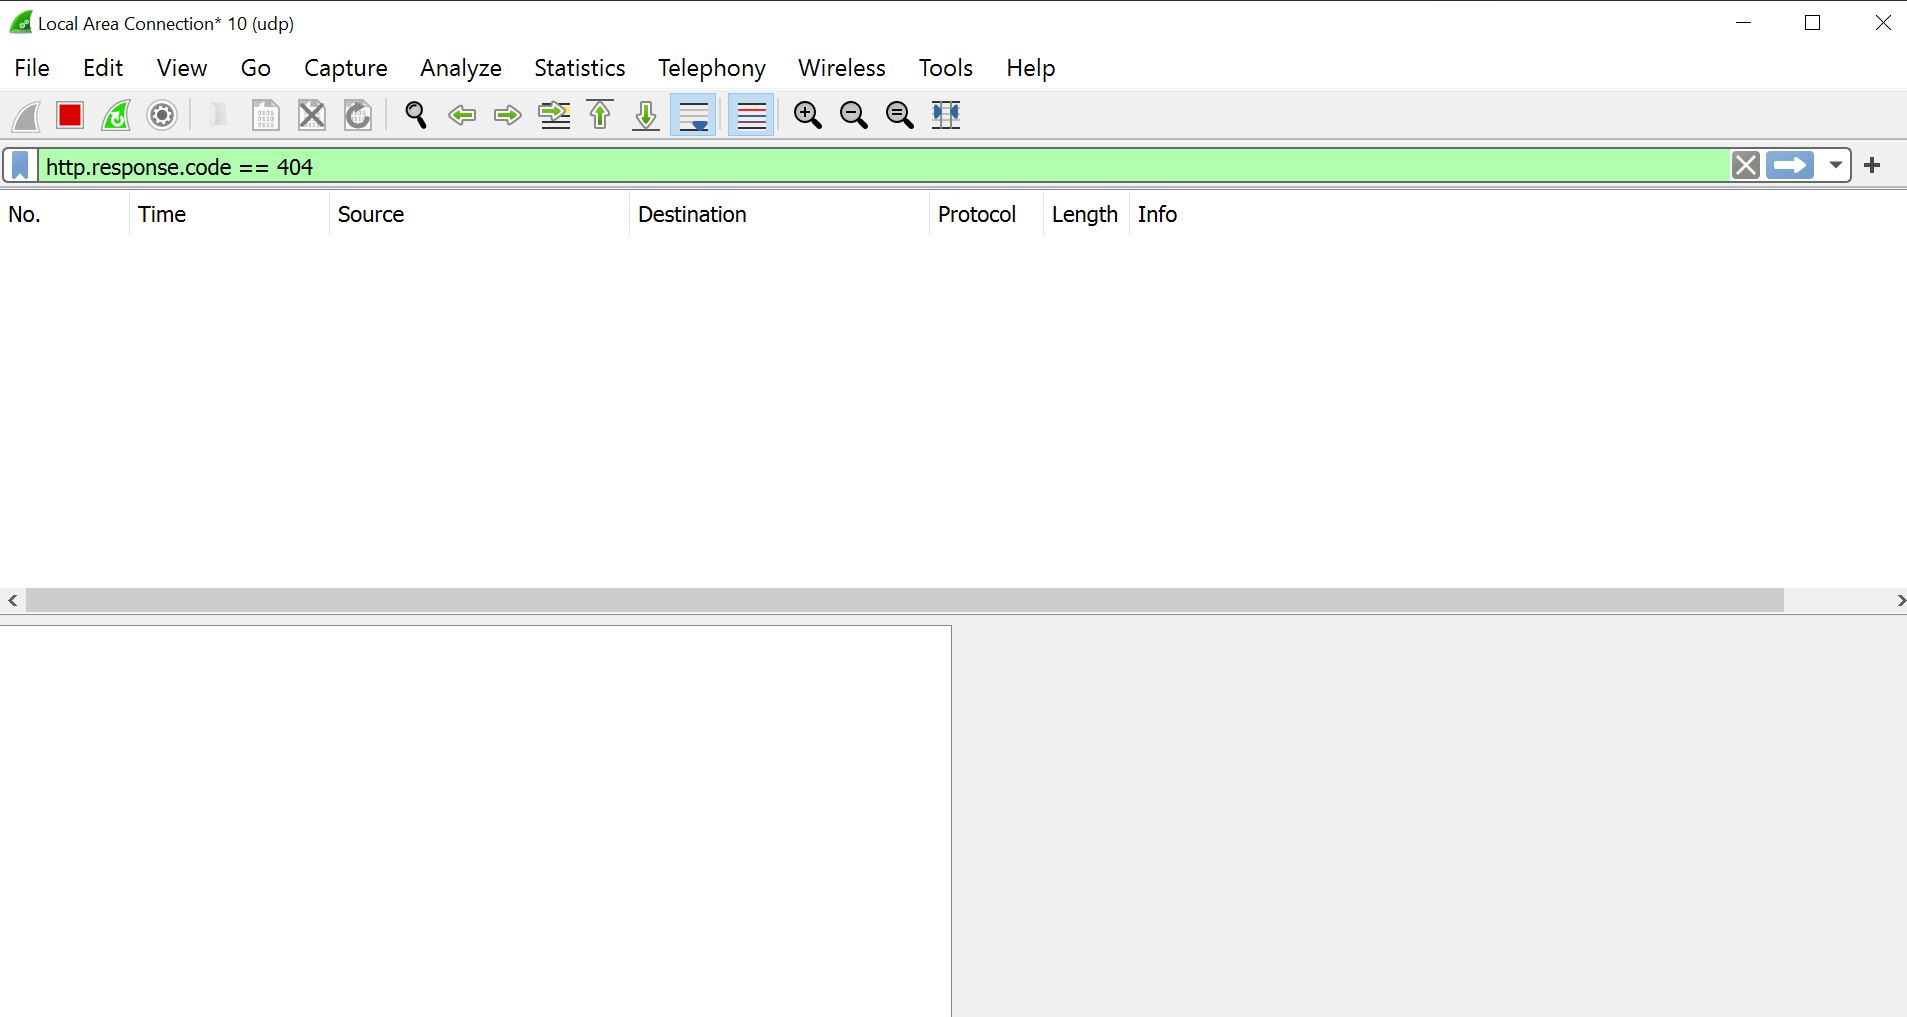 Local Area Connection* 10 (udp)
File Edit View Go Capture Analyze Statistics Telephony Wireless Tools Help
http.response.code == 404
No. Time Source Destination Protocol Length Info